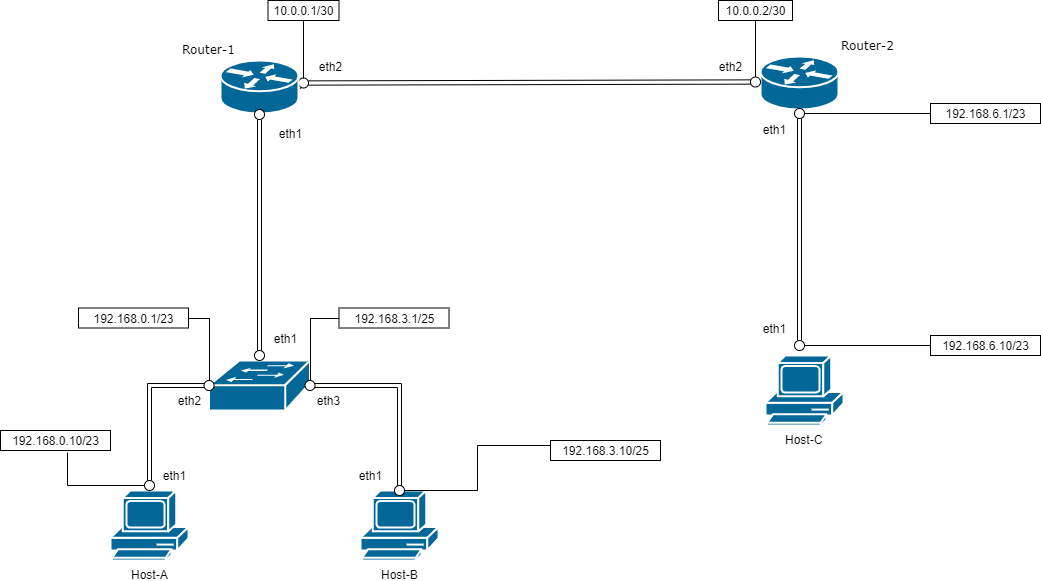 10.0.0.1/30
10.0.0.2/30
Router-1
Router-2
eth2
eth2
eth1
eth1
192.168.6.1/23
192.168.0.1/23
192.168.3.1/25
eth1
eth1
192.168.6.10/23
eth2
eth3
192.168.0.10/23
Host-C
192.168.3.10/25
eth1
eth1
Host-A
Host-B